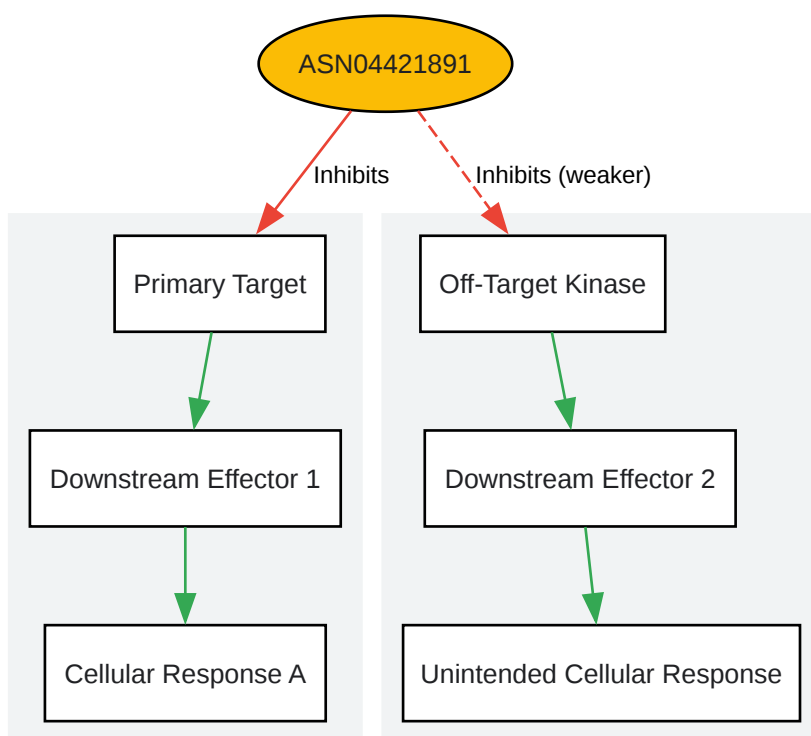 ASN04421891
Inhibits
Inhibits (weaker)
Primary Target
Off-Target Kinase
Downstream Effector 1
Downstream Effector 2
Cellular Response A
Unintended Cellular Response